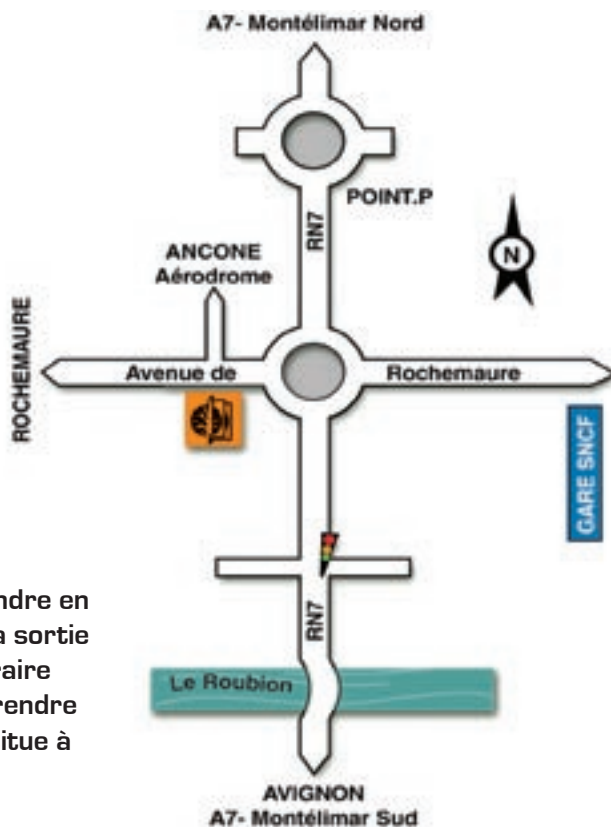 A7- Montélimar Nord
POINT.P
RN7
N
ANCONE
Aérodrome
ROCHEMAURE
Avenue de Rochemaure
GARE SNCF
ndre en
a sortie
raire
rendre
itue à
RN7
Le Roubion
AVIGNON
A7- Montélimar Sud